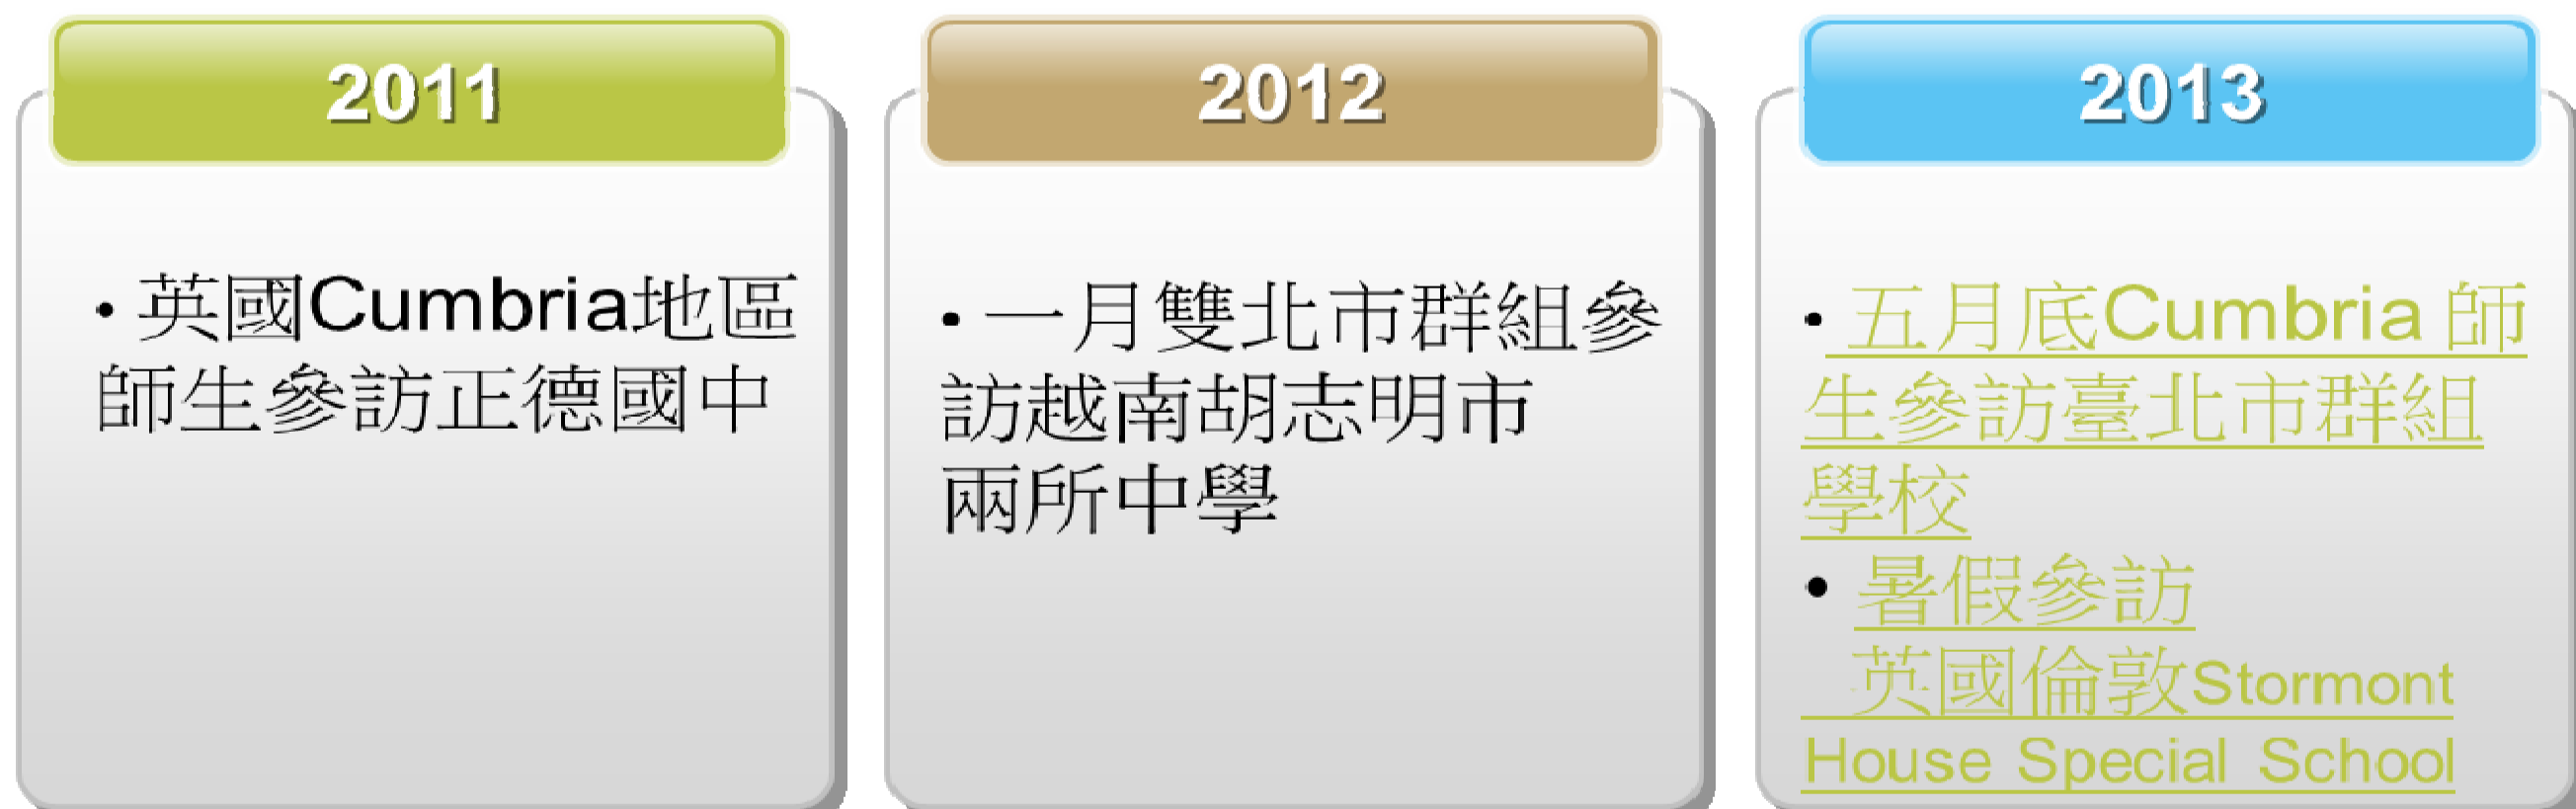 2011
• 英國Cumbria地區
師生參訪正德國中
2012
• 一月雙北市群組參
訪越南胡志明市
兩所中學
2013
• 五月底Cumbria 師
生參訪臺北市群組
學校
• 暑假參訪
英國倫敦Stormont
House Special School